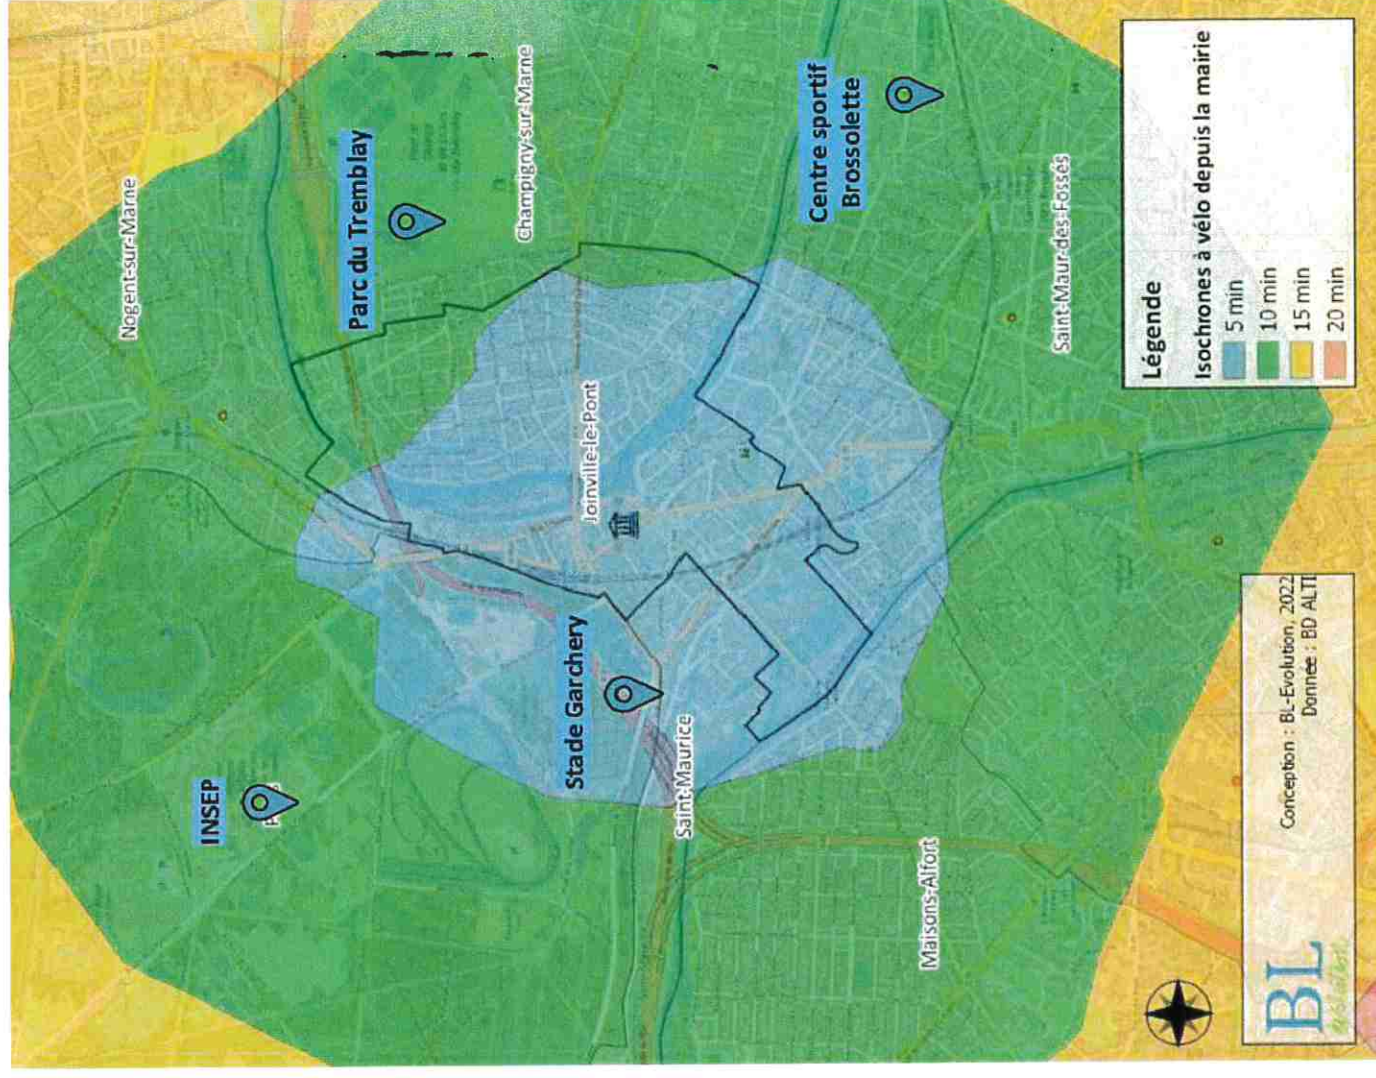 Nogent-sur-Marne
Parc du Tremblay
Champigny-sur-Marne
Centre sportif
Brossolette
INSEP
Joinville-le-Pont
Stade Garchery
Saint-Maurice
Saint-Maur-des-Fossés
Maisons-Alfort
Légende
Isochrones à vélo depuis la mairie
5 min
10 min
15 min
20 min
BL
Conception : BL-Evolution, 2022
Donnée : BD ALTI